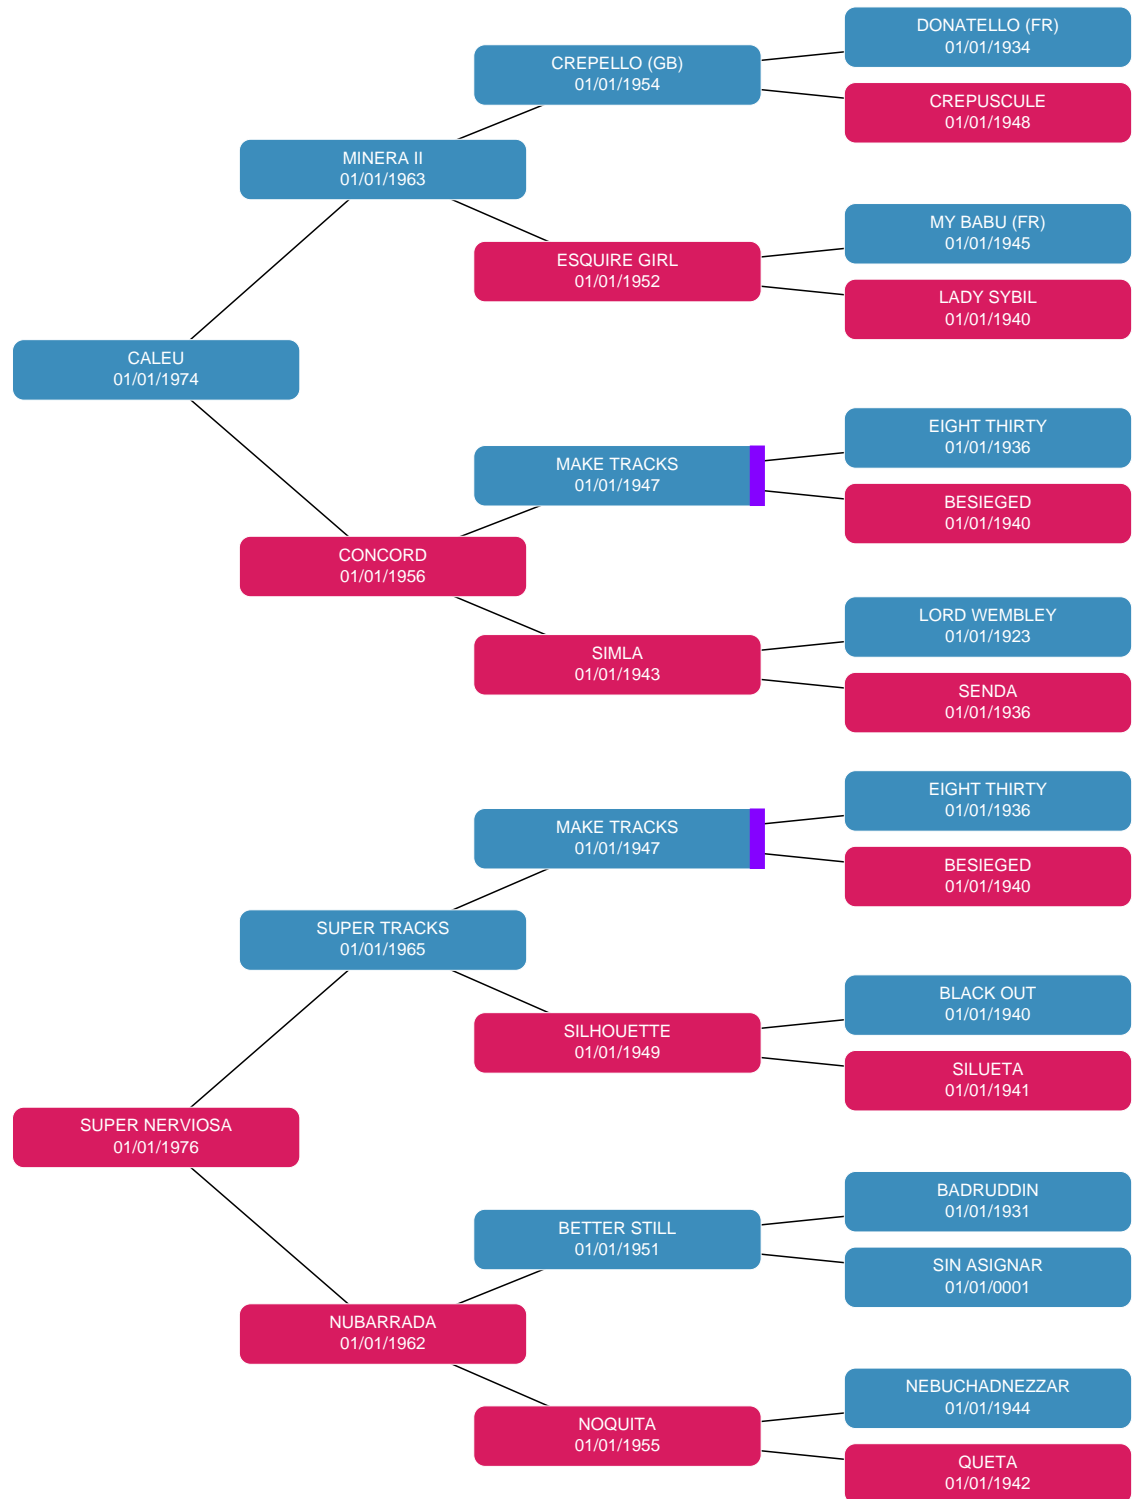 DONATELLO (FR)
01/01/1934
CREPELLO (GB)
01/01/1954
CREPUSCULE
01/01/1948
MINERA II
01/01/1963
MY BABU (FR)
01/01/1945
ESQUIRE GIRL
01/01/1952
LADY SYBIL
01/01/1940
CALEU
01/01/1974
EIGHT THIRTY
01/01/1936
MAKE TRACKS
01/01/1947
BESIEGED
01/01/1940
CONCORD
01/01/1956
LORD WEMBLEY
01/01/1923
SIMLA
01/01/1943
SENDA
01/01/1936
EIGHT THIRTY
01/01/1936
MAKE TRACKS
01/01/1947
BESIEGED
01/01/1940
SUPER TRACKS
01/01/1965
BLACK OUT
01/01/1940
SILHOUETTE
01/01/1949
SILUETA
01/01/1941
SUPER NERVIOSA
01/01/1976
BADRUDDIN
01/01/1931
BETTER STILL
01/01/1951
SIN ASIGNAR
01/01/0001
NUBARRADA
01/01/1962
NEBUCHADNEZZAR
01/01/1944
NOQUITA
01/01/1955
QUETA
01/01/1942